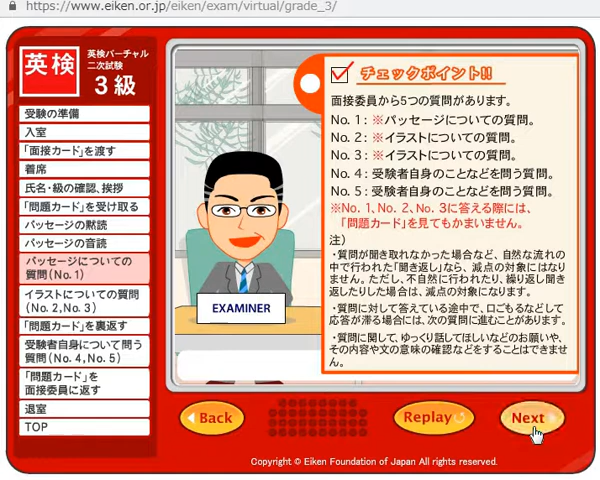 https://www.eiken.or.jp/eiken/exam/virtual/grade_3/
英検
英検バーチャル
二次試験
3級
受験の準備
入室
「面接カード」を渡す
着席
氏名・級の確認、挨拶
「問題カード」を受け取る
パッセージの黙読
パッセージの音読
パッセージについての
質問(No.1)
イラストについての質問
(No.2,No.3)
「問題カード」を裏返す
受験者自身について問う
質問(No.4,No.5)
「問題カード」を
面接委員に返す
退室
TOP
EXAMINER
チェックポイント!!
面接委員から5つの質問があります。
No. 1: ※パッセージについての質問。
No. 2: ※イラストについての質問。
No. 3: ※イラストについての質問。
No. 4: 受験者自身のことなどを問う質問。
No. 5: 受験者自身のことなどを問う質問。
※No. 1、No. 2、No. 3に答える際には、
「問題カード」を見てもかまいません。
注)
・質問が聞き取れなかった場合など、自然な流れの
中で行われた「聞き返し」なら、減点の対象にはなり
ません。ただし、不自然に行われたり、繰り返し聞き
返したりした場合は、減点の対象になります。
・質問に対して答えている途中で、口ごもるなどして
応答が滞る場合には、次の質問に進むことがあります。
・質問に関して、ゆっくり話してほしいなどのお願いや、
その内容や文の意味の確認などをすることはできませ
ん。
Back
Replay
Next
Copyright © Eiken Foundation of Japan All rights reserved.